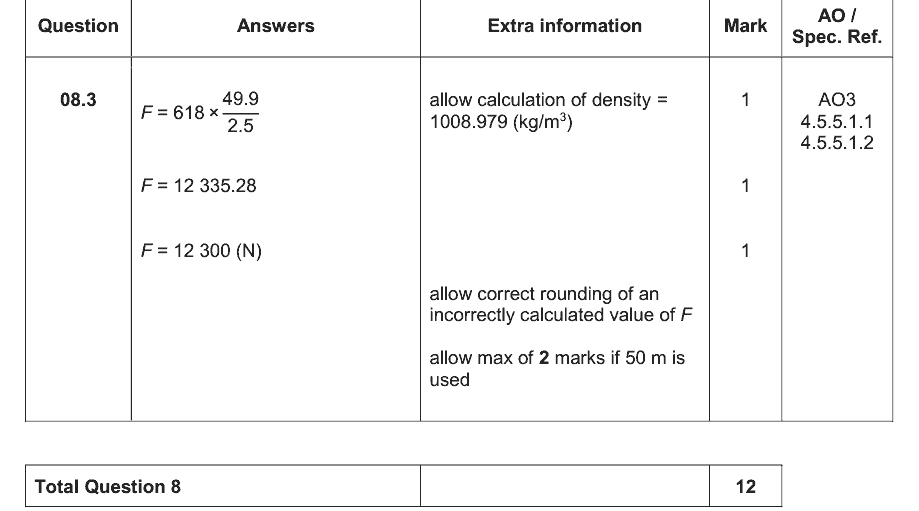 Question Answers Extra information Mark AO /
Spec. Ref.
08.3 F = 618 × 49.9/2.5 allow calculation of density = 1 AO3
1008.979 (kg/m³) 4.5.5.1.1
4.5.5.1.2
F = 12 335.28 1
F = 12 300 (N) 1
allow correct rounding of an
incorrectly calculated value of F
allow max of 2 marks if 50 m is
used
Total Question 8 12